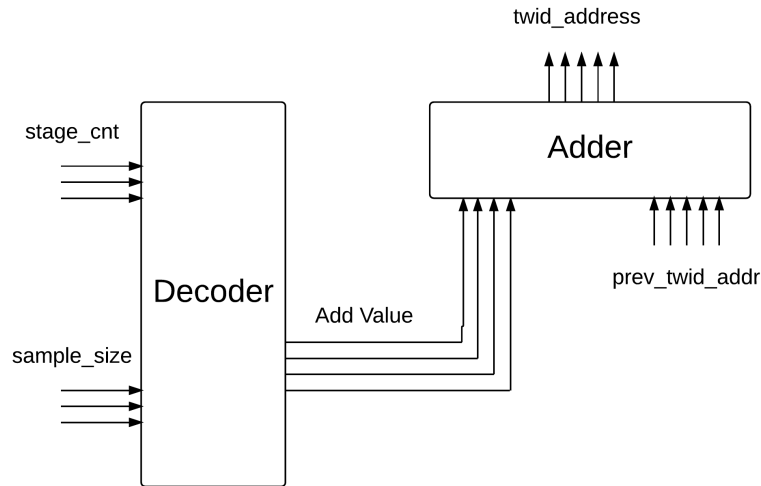 twid_address
stage_cnt
Adder
prev_twid_addr
Decoder
Add Value
sample_size